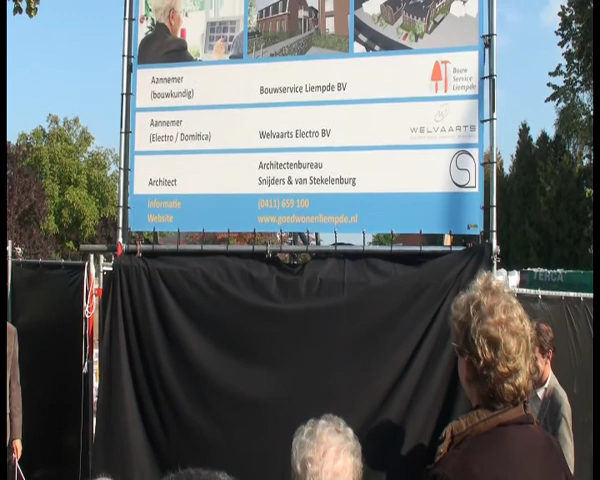 Aannemer
(bouwkundig)
Bouwservice Liempde BV
Bouw
Service
Liempde
Aannemer
(Electro / Domitica)
Welvaarts Electro BV
WELVAARTS
Architect
Architectenbureau
Snijders & van Stekelenburg
Informatie
(0411) 659 100
Website
www.goedwonenliempde.nl